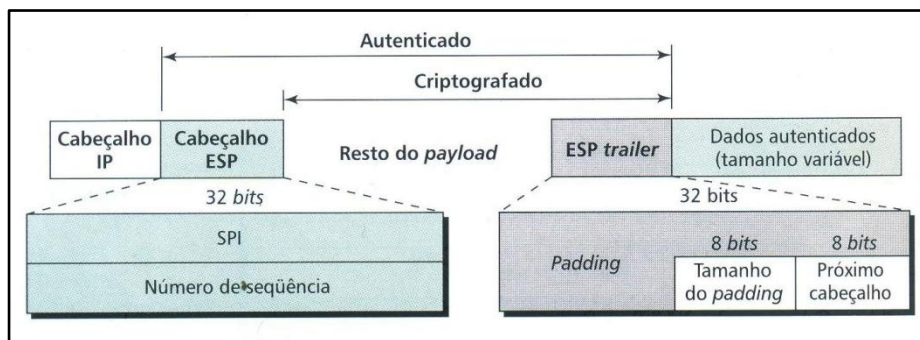 Autenticado
Criptografado
Cabeçalho
IP
Cabeçalho
ESP
Resto do payload
ESP trailer
Dados autenticados
(tamanho variável)
32 bits
SPI
Número de seqüência
32 bits
Padding
8 bits
Tamanho
do padding
8 bits
Próximo
cabeçalho